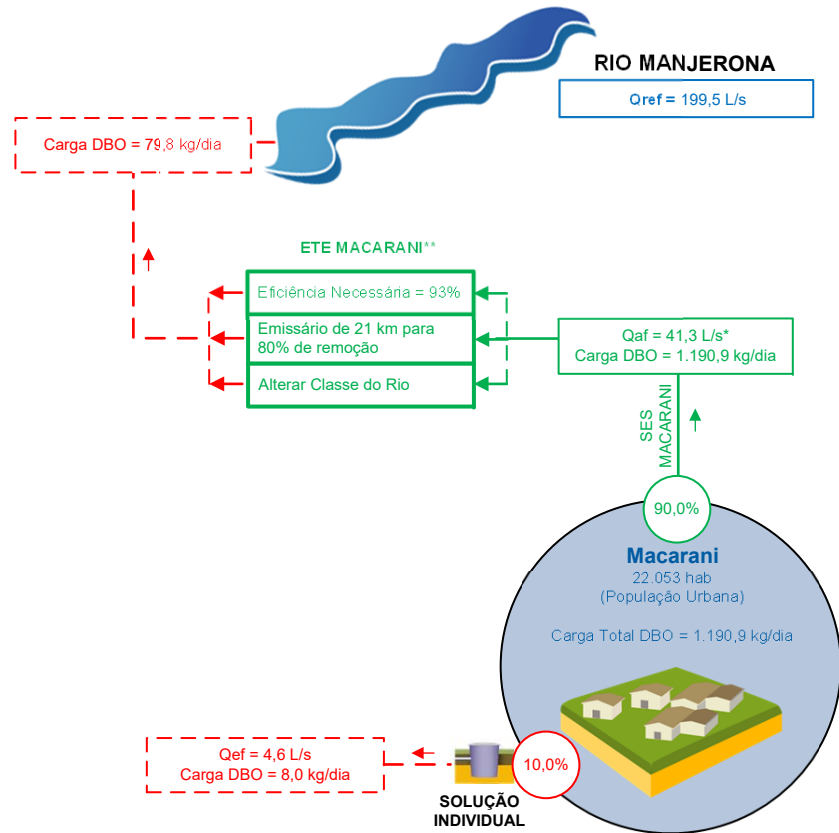 RIO MANJERONA
Qref = 199,5 L/s
Carga DBO = 79,8 kg/dia
ETE MACARANI**
Eficiência Necessária = 93%
Emissário de 21 km para
80% de remoção
Alterar Classe do Rio
Qaf = 41,3 L/s*
Carga DBO = 1.190,9 kg/dia
SES
MACARANI
90,0%
Macarani
22.053 hab
(População Urbana)
Carga Total DBO = 1.190,9 kg/dia
Qef = 4,6 L/s
Carga DBO = 8,0 kg/dia
10,0%
SOLUÇÃO
INDIVIDUAL